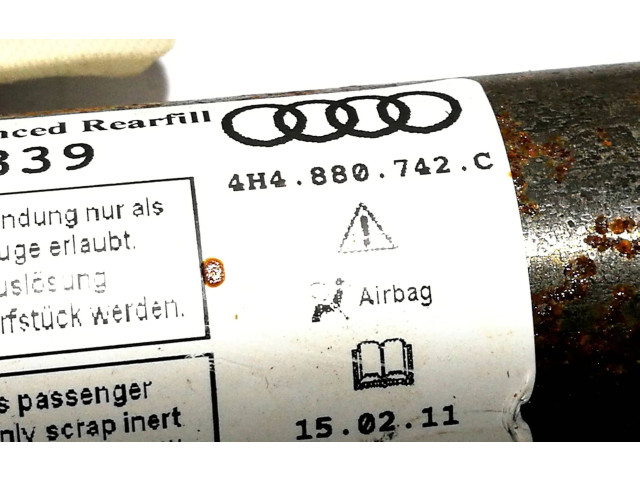 nced Rearfill
339
4H4.880.742.C
ndung nur als
uge erlaubt.
uslösung
rfstück werden.
Airbag
s passenger
nly scrap inert
15.02.11